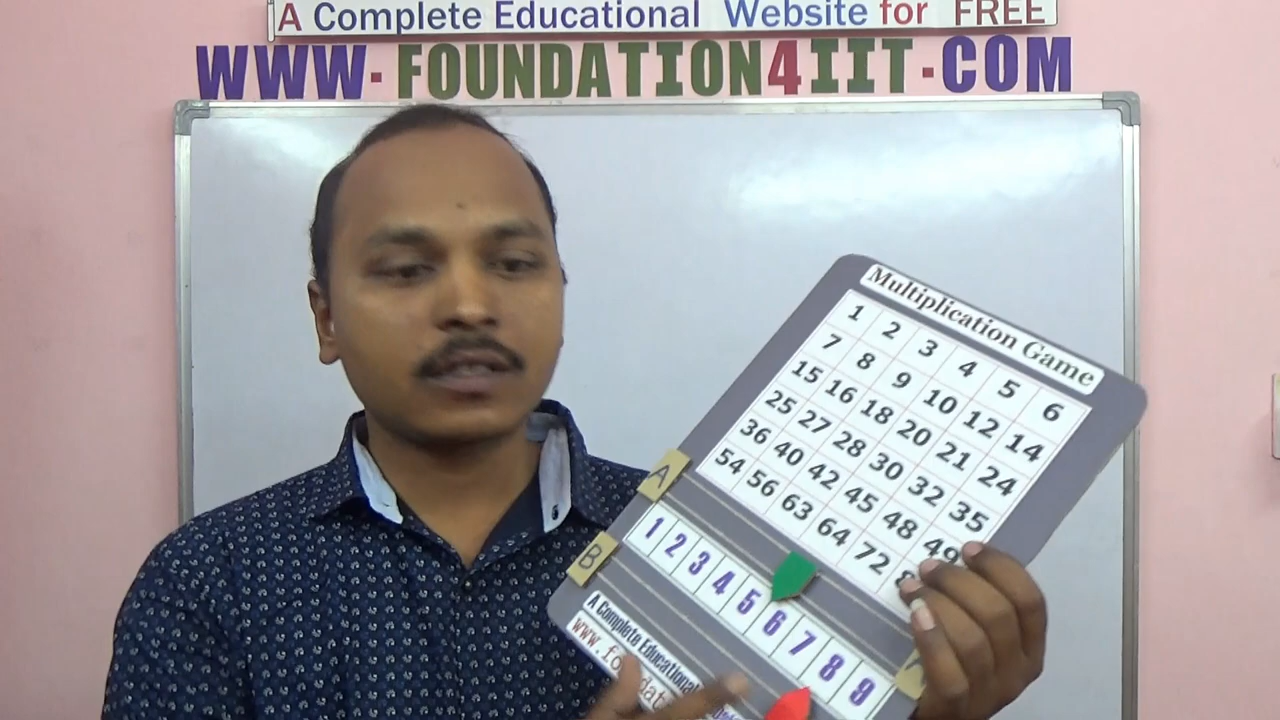 A Complete Educational Website for FREE
WWW.FOUNDATION4IIT.COM
Multiplication Game
1 2 3 4 5 6
7 8 9 10 12 14
15 16 18 20 21 24
25 27 28 30 32 35
36 40 42 45 48 49
54 56 63 64 72
A
1 2 3 4 5 6 7 8 9
B
A Complete Educational